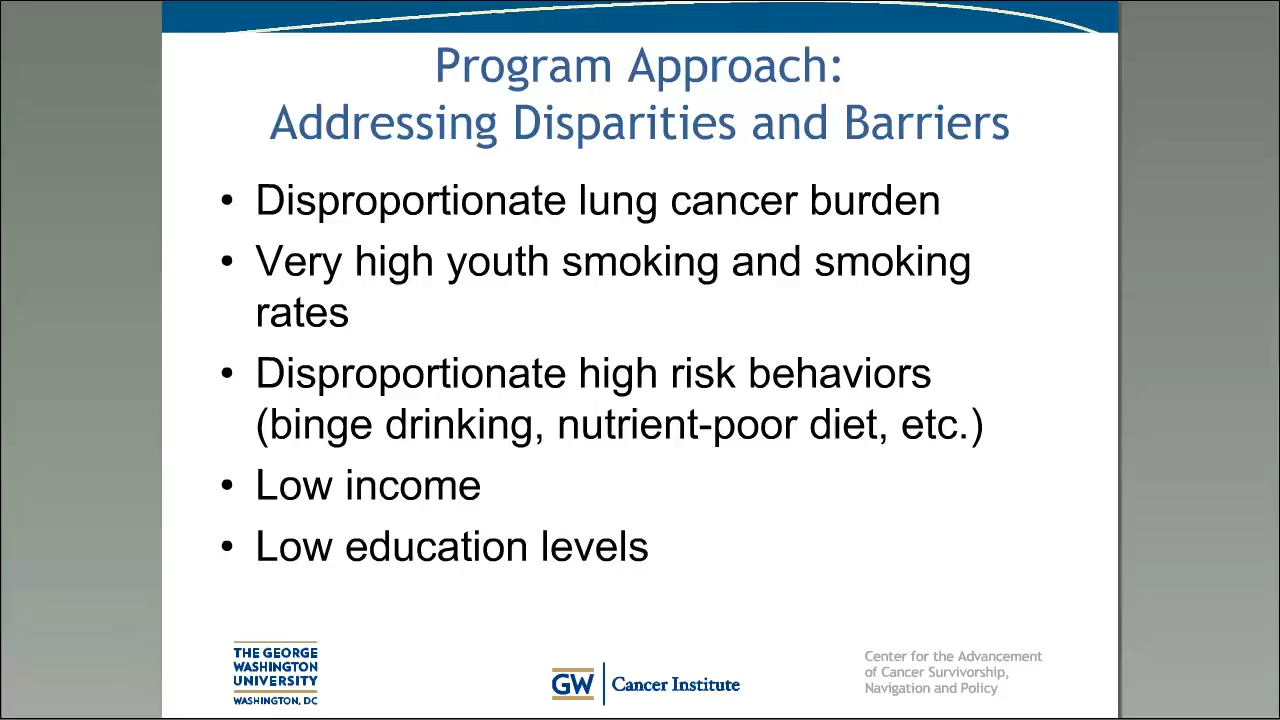 Program Approach:
Addressing Disparities and Barriers
• Disproportionate lung cancer burden
• Very high youth smoking and smoking
rates
• Disproportionate high risk behaviors
(binge drinking, nutrient-poor diet, etc.)
• Low income
• Low education levels
THE GEORGE
WASHINGTON
UNIVERSITY
WASHINGTON, DC
GW Cancer Institute
Center for the Advancement
of Cancer Survivorship,
Navigation and Policy